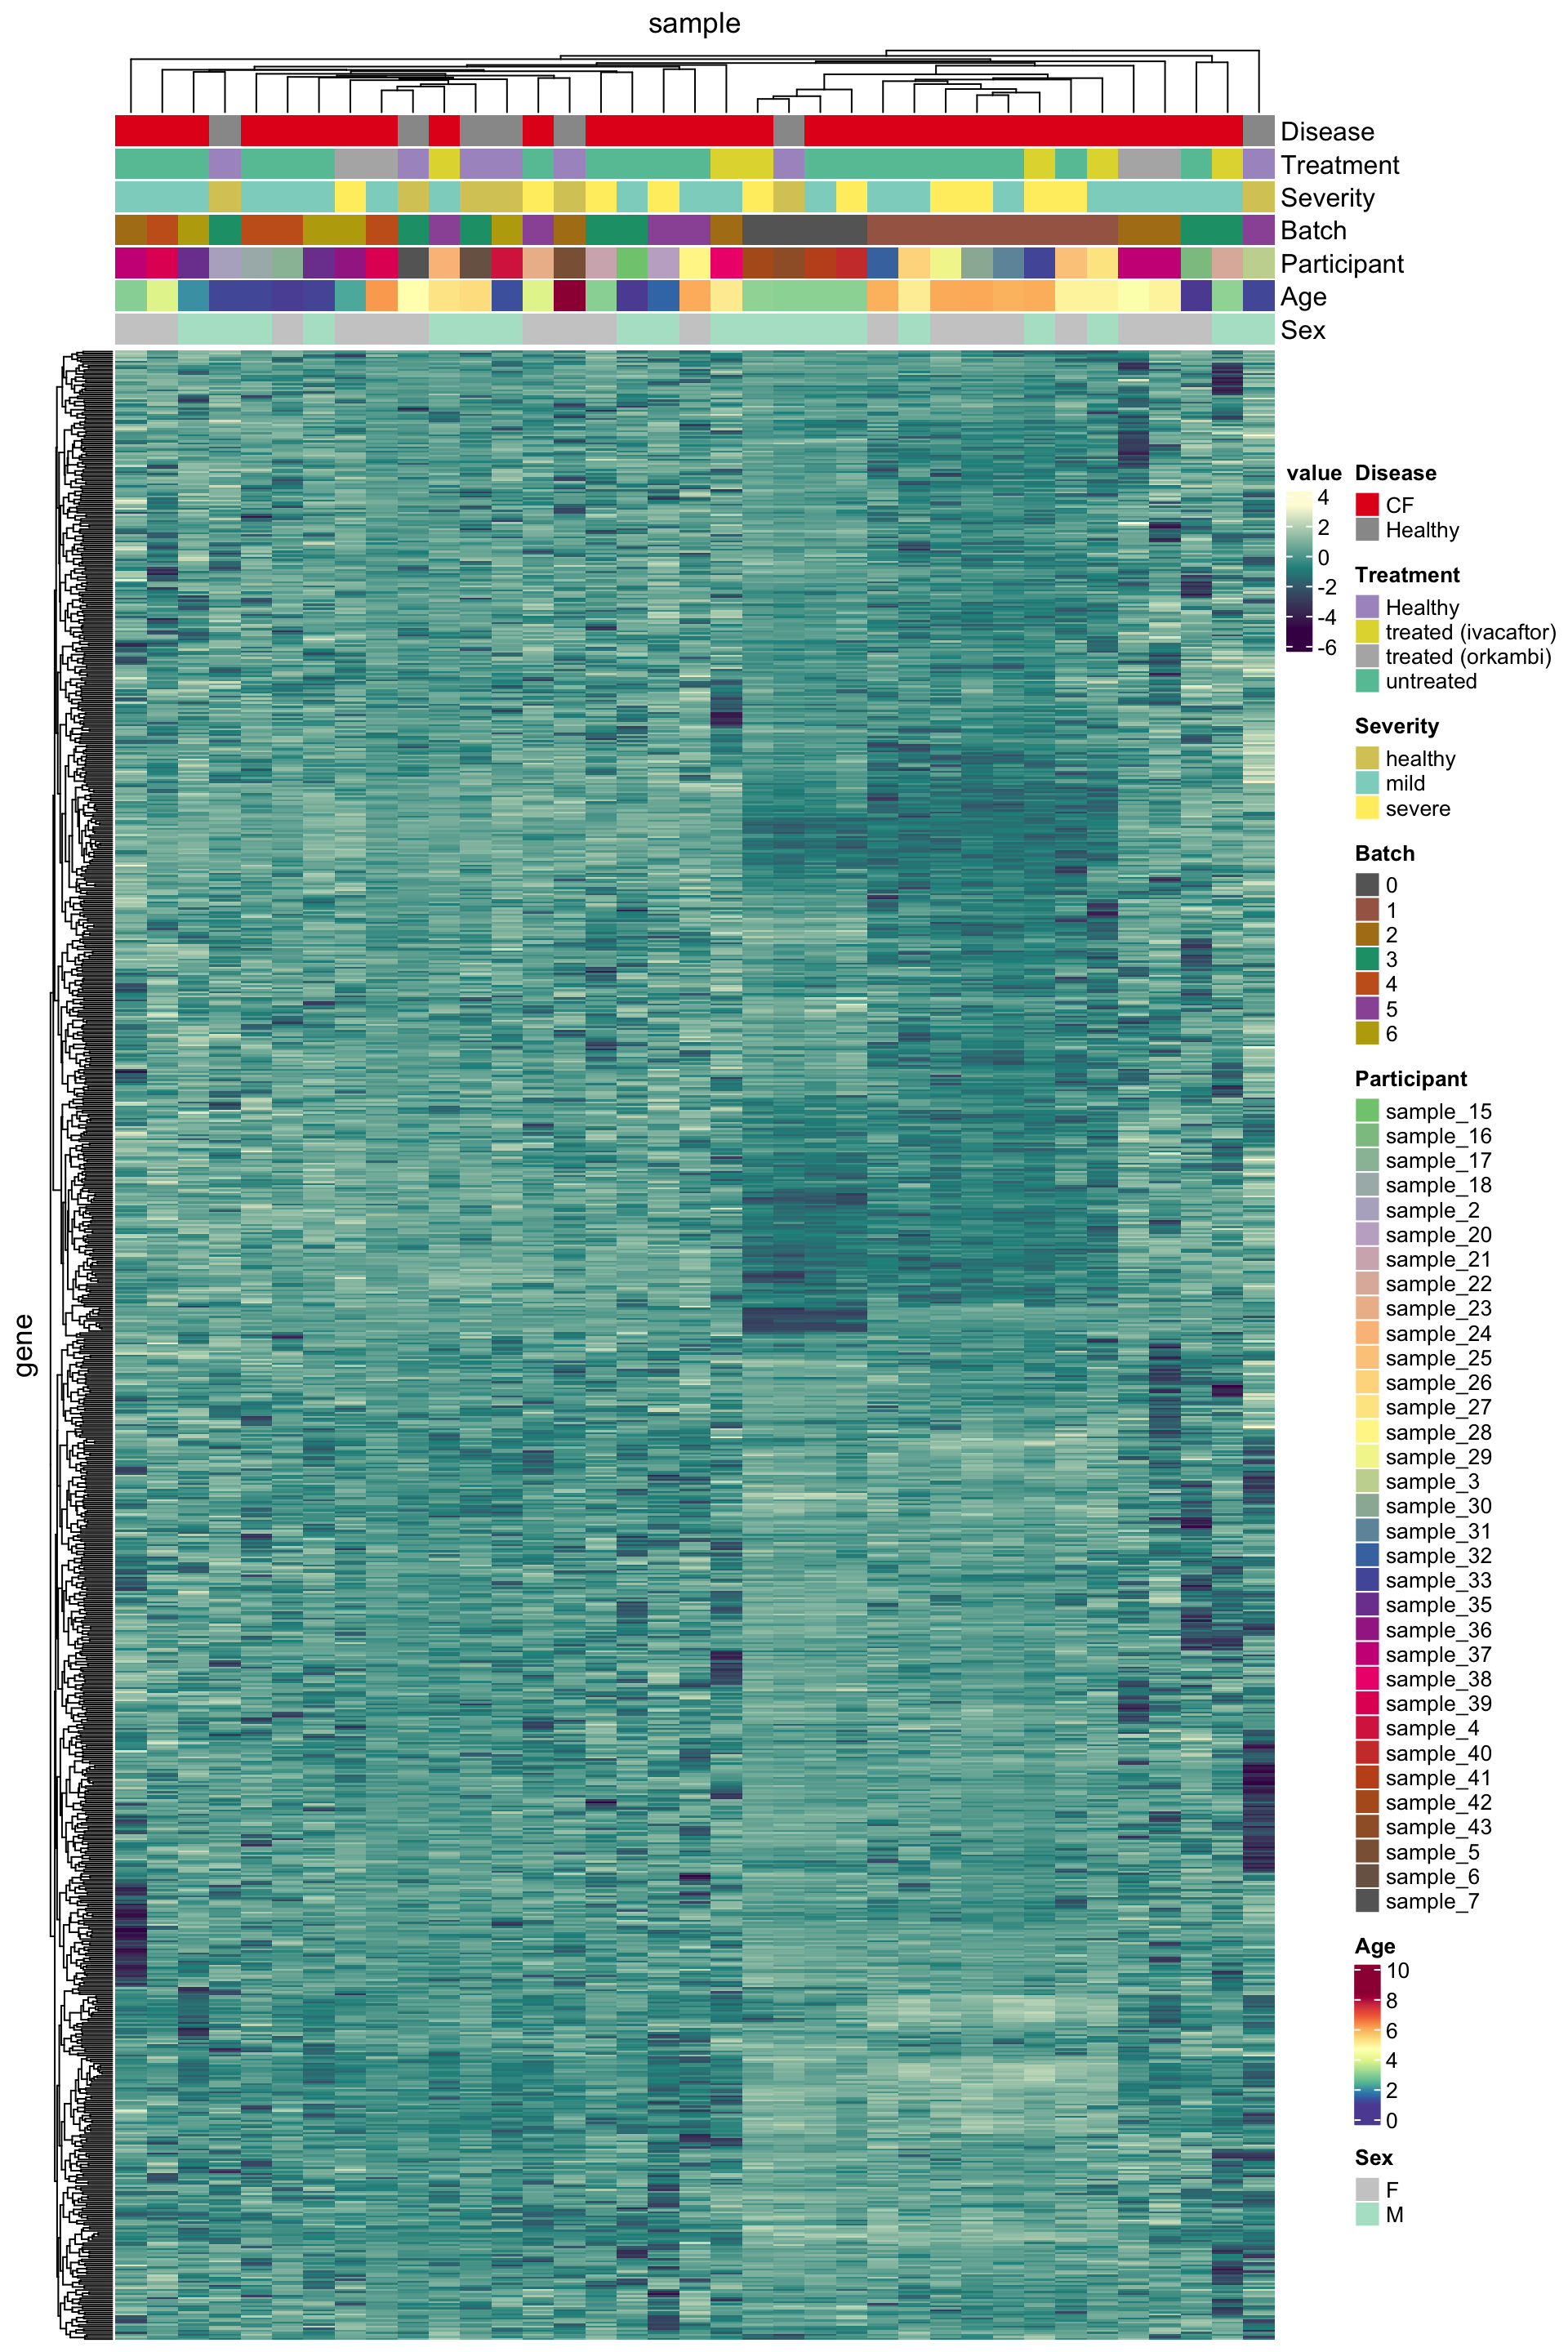 sample
Disease
Treatment
Severity
Batch
Participant
Age
Sex
gene
value
4
2
0
-2
-4
-6
Disease
CF
Healthy
Treatment
Healthy
treated (ivacaftor)
treated (orkambi)
untreated
Severity
healthy
mild
severe
Batch
0
1
2
3
4
5
6
Participant
sample_15
sample_16
sample_17
sample_18
sample_2
sample_20
sample_21
sample_22
sample_23
sample_24
sample_25
sample_26
sample_27
sample_28
sample_29
sample_3
sample_30
sample_31
sample_32
sample_33
sample_35
sample_36
sample_37
sample_38
sample_39
sample_4
sample_40
sample_41
sample_42
sample_43
sample_5
sample_6
sample_7
Age
10
8
6
4
2
0
Sex
F
M